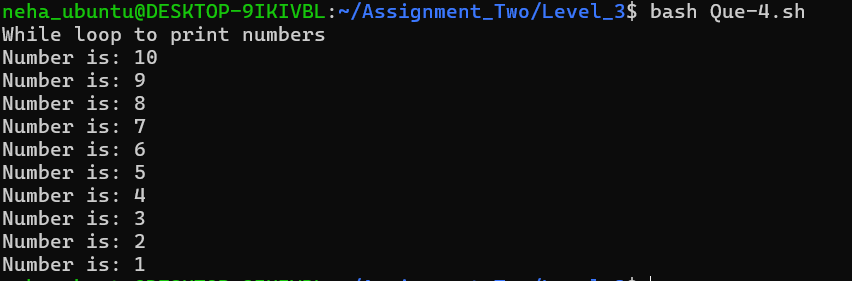 neha_ubuntu@DESKTOP-9IKIVBL:~/Assignment_Two/Level_3$ bash Que-4.sh
While loop to print numbers
Number is: 10
Number is: 9
Number is: 8
Number is: 7
Number is: 6
Number is: 5
Number is: 4
Number is: 3
Number is: 2
Number is: 1